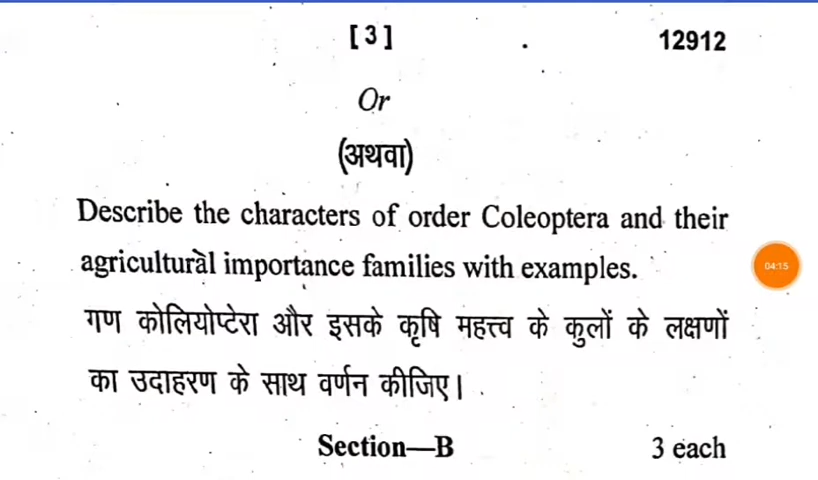 [ 3 ] 12912
Or
(अथवा)
Describe the characters of order Coleoptera and their
agricultural importance families with examples.
04:15
गण कोलियोप्टेरा और इसके कृषि महत्त्व के कुलों के लक्षणों
का उदाहरण के साथ वर्णन कीजिए।
Section—B 3 each